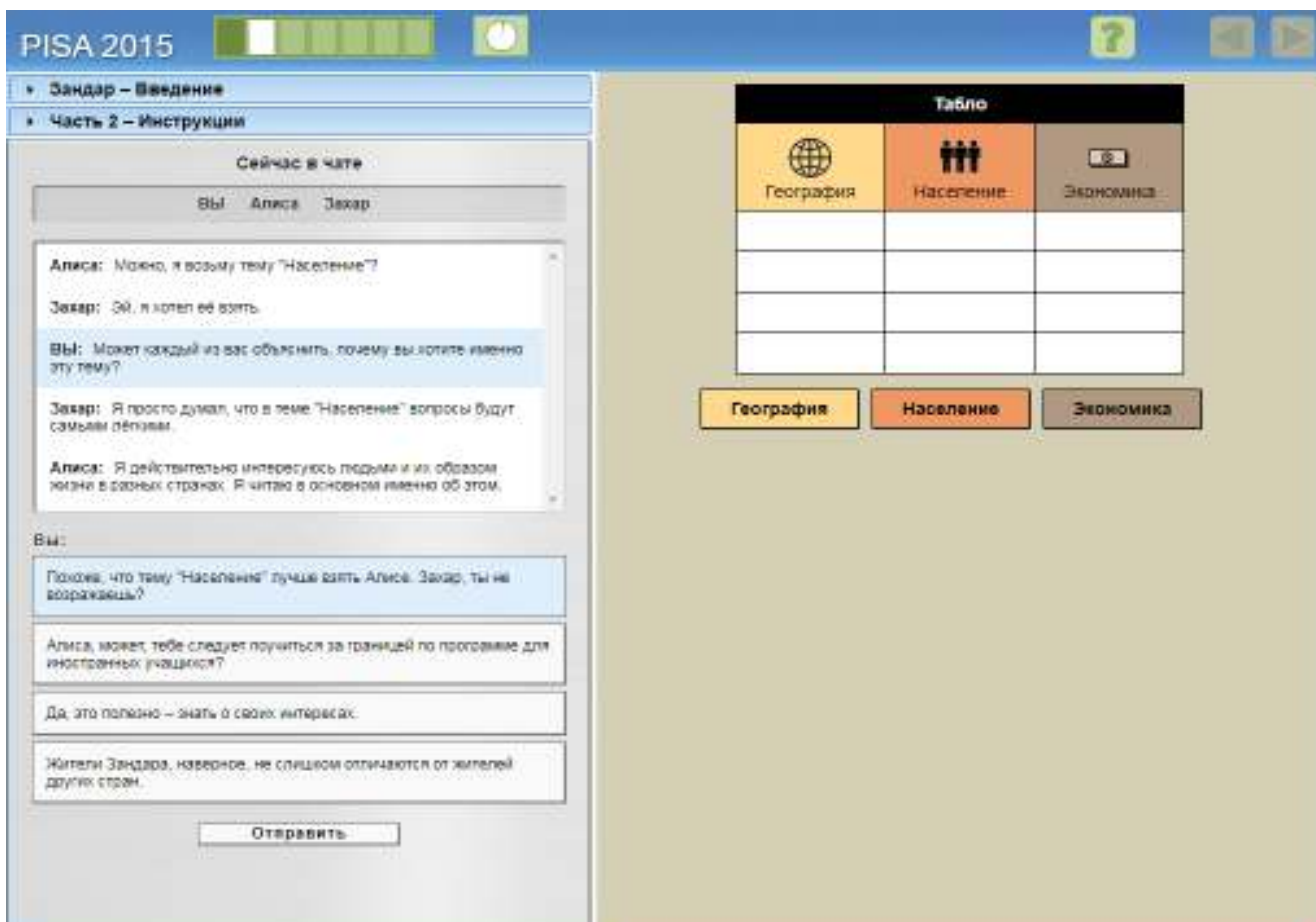 PISA 2015
?
Зандар – Введение
Часть 2 – Инструкции
Сейчас в чате
ВЫ Алиса Захар
Алиса: Можно, я возьму тему "Население"?
Захар: Эй, я хотел её взять.
ВЫ: Может каждый из вас объяснить, почему вы хотите именно
эту тему?
Захар: Я просто думал, что в теме "Население" вопросы будут
самыми лёгкими.
Алиса: Я действительно интересуюсь людьми и их образом
жизни в разных странах. Я читаю в основном именно об этом.
Вы:
Похоже, что тему "Население" лучше взять Алисе. Захар, ты не
возражаешь?
Алиса, может, тебе следует поучиться за границей по программе для
иностранных учащихся?
Да, это полезно – знать о своих интересах.
Жители Зандара, наверное, не слишком отличаются от жителей
других стран.
Отправить
Табло
География Население Экономика
География Население Экономика